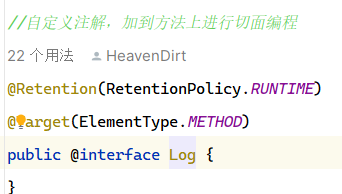 //自定义注解，加到方法上进行切面编程
22 个用法 HeavenDirt
@Retention(RetentionPolicy.RUNTIME)
@Target(ElementType.METHOD)
public @interface Log {
}